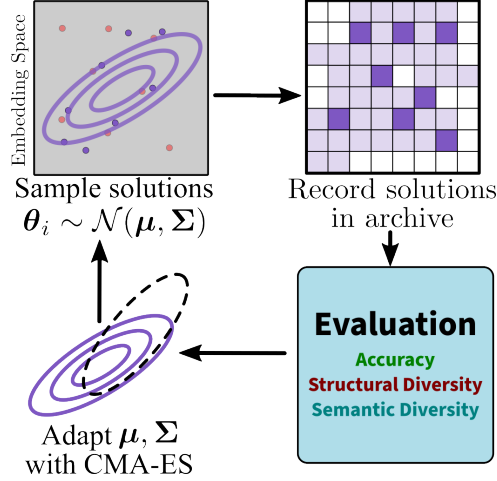 Embedding Space
Sample solutions
𝜽ᵢ ∼ 𝒩(𝝁, 𝚺)
Record solutions
in archive
Evaluation
Accuracy
Structural Diversity
Semantic Diversity
Adapt 𝝁, 𝚺
with CMA-ES